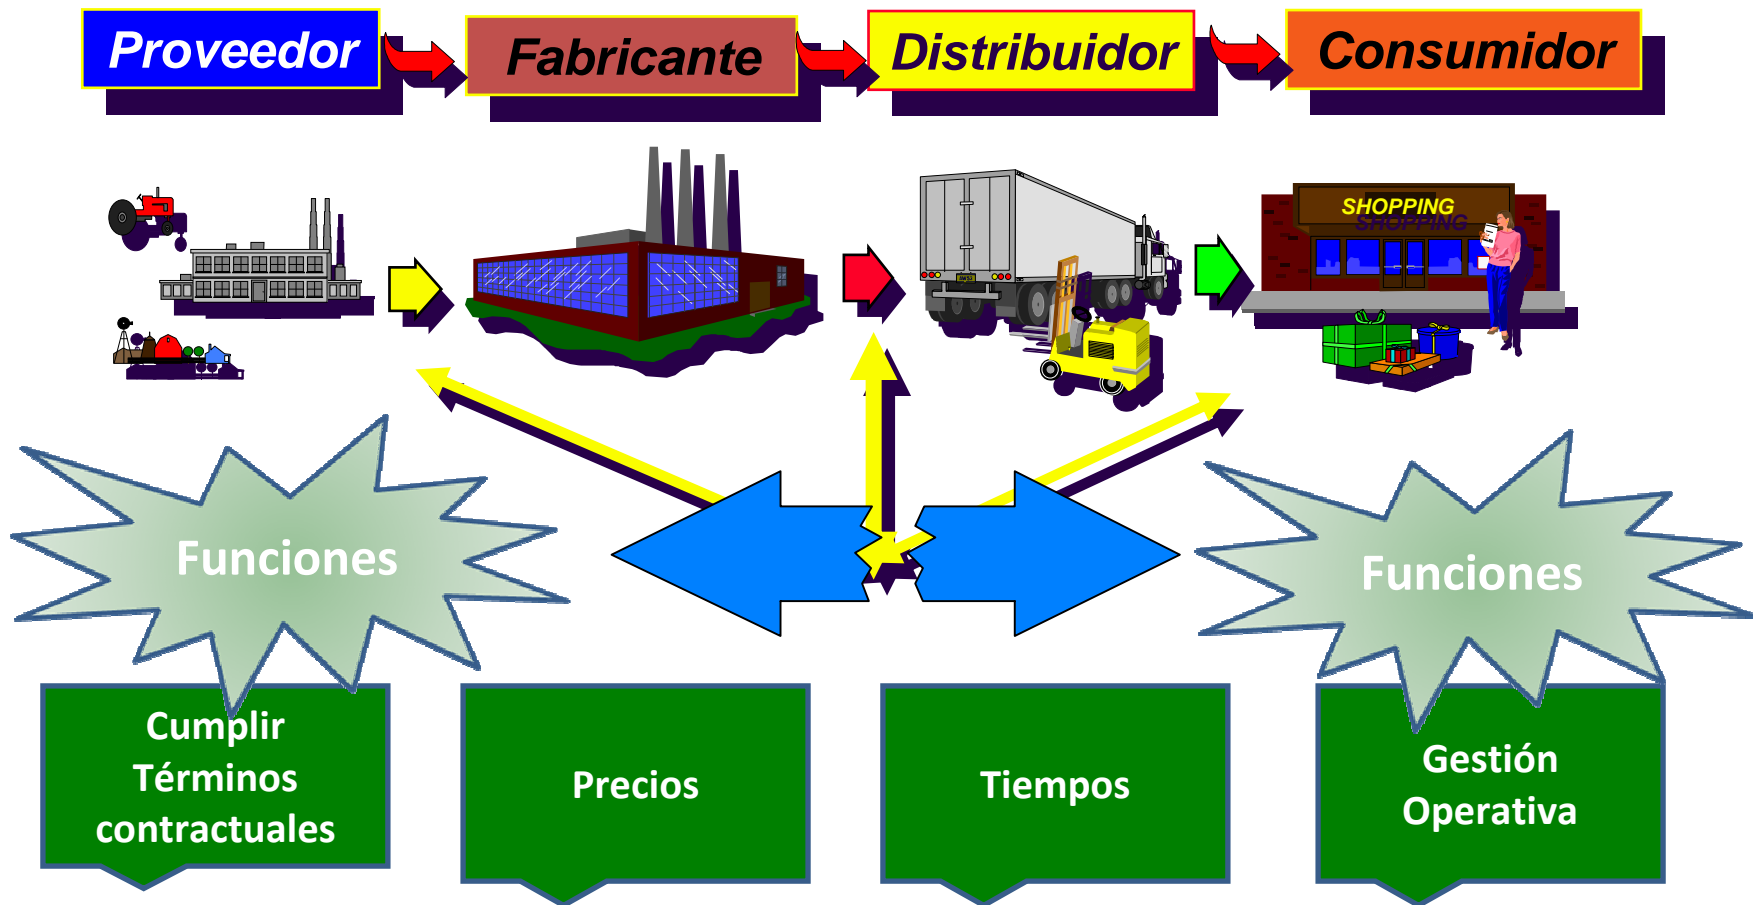 Proveedor
Fabricante
Distribuidor
Consumidor
SHOPPING
Funciones
Funciones
Cumplir
Términos
contractuales
Precios
Tiempos
Gestión
Operativa